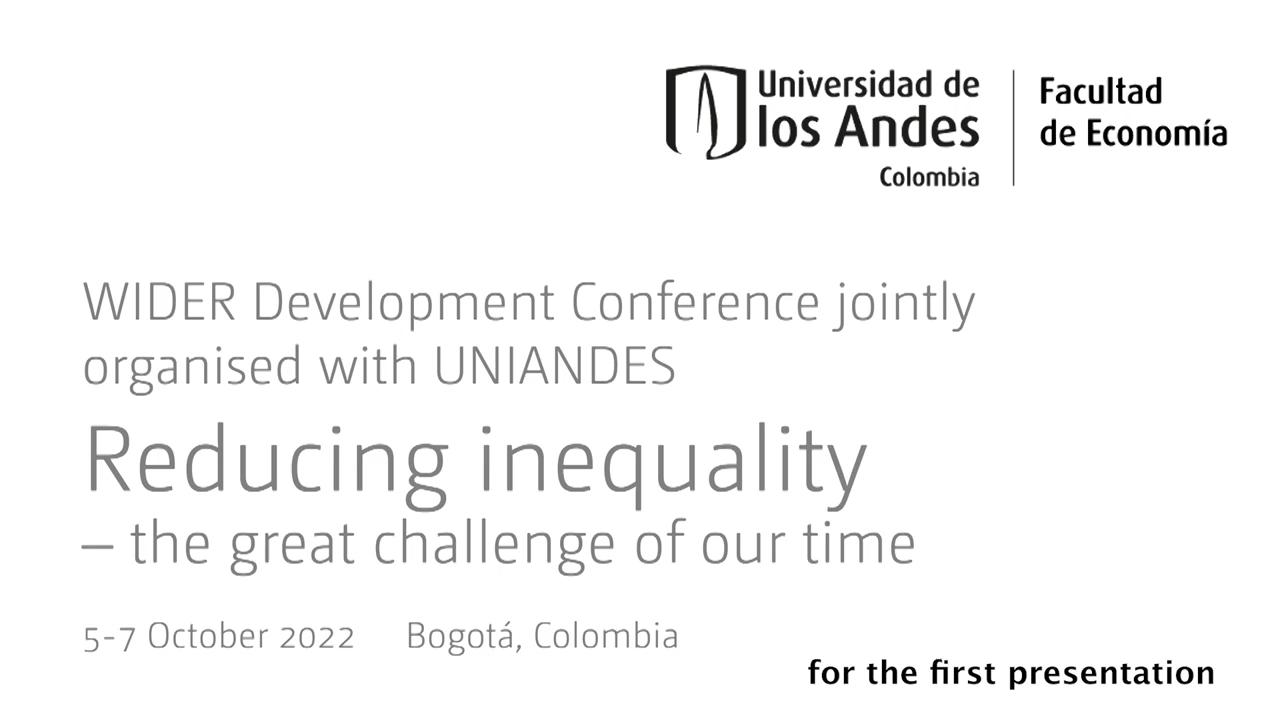 Universidad de
los Andes
Colombia
Facultad
de Economía
WIDER Development Conference jointly
organised with UNIANDES
Reducing inequality
– the great challenge of our time
5-7 October 2022 Bogotá, Colombia
for the first presentation